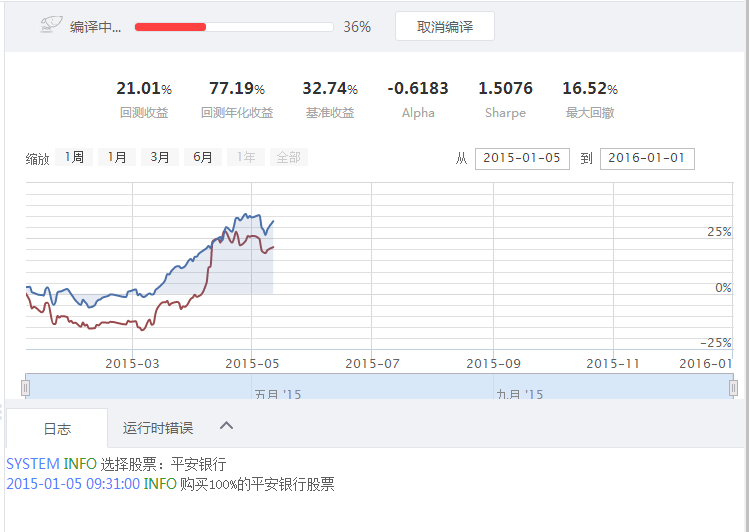 编译中... 36% 取消编译
21.01% 77.19% 32.74% -0.6183 1.5076 16.52%
回测收益 回测年化收益 基准收益 Alpha Sharpe 最大回撤
缩放 1周 1月 3月 6月 1年 全部 从 2015-01-05 到 2016-01-01
25%
0%
-25%
2015-03 2015-05 2015-07 2015-09 2015-11 2016-01
五月 '15 九月 '15
日志 运行时错误
SYSTEM INFO 选择股票：平安银行
2015-01-05 09:31:00 INFO 购买100%的平安银行股票